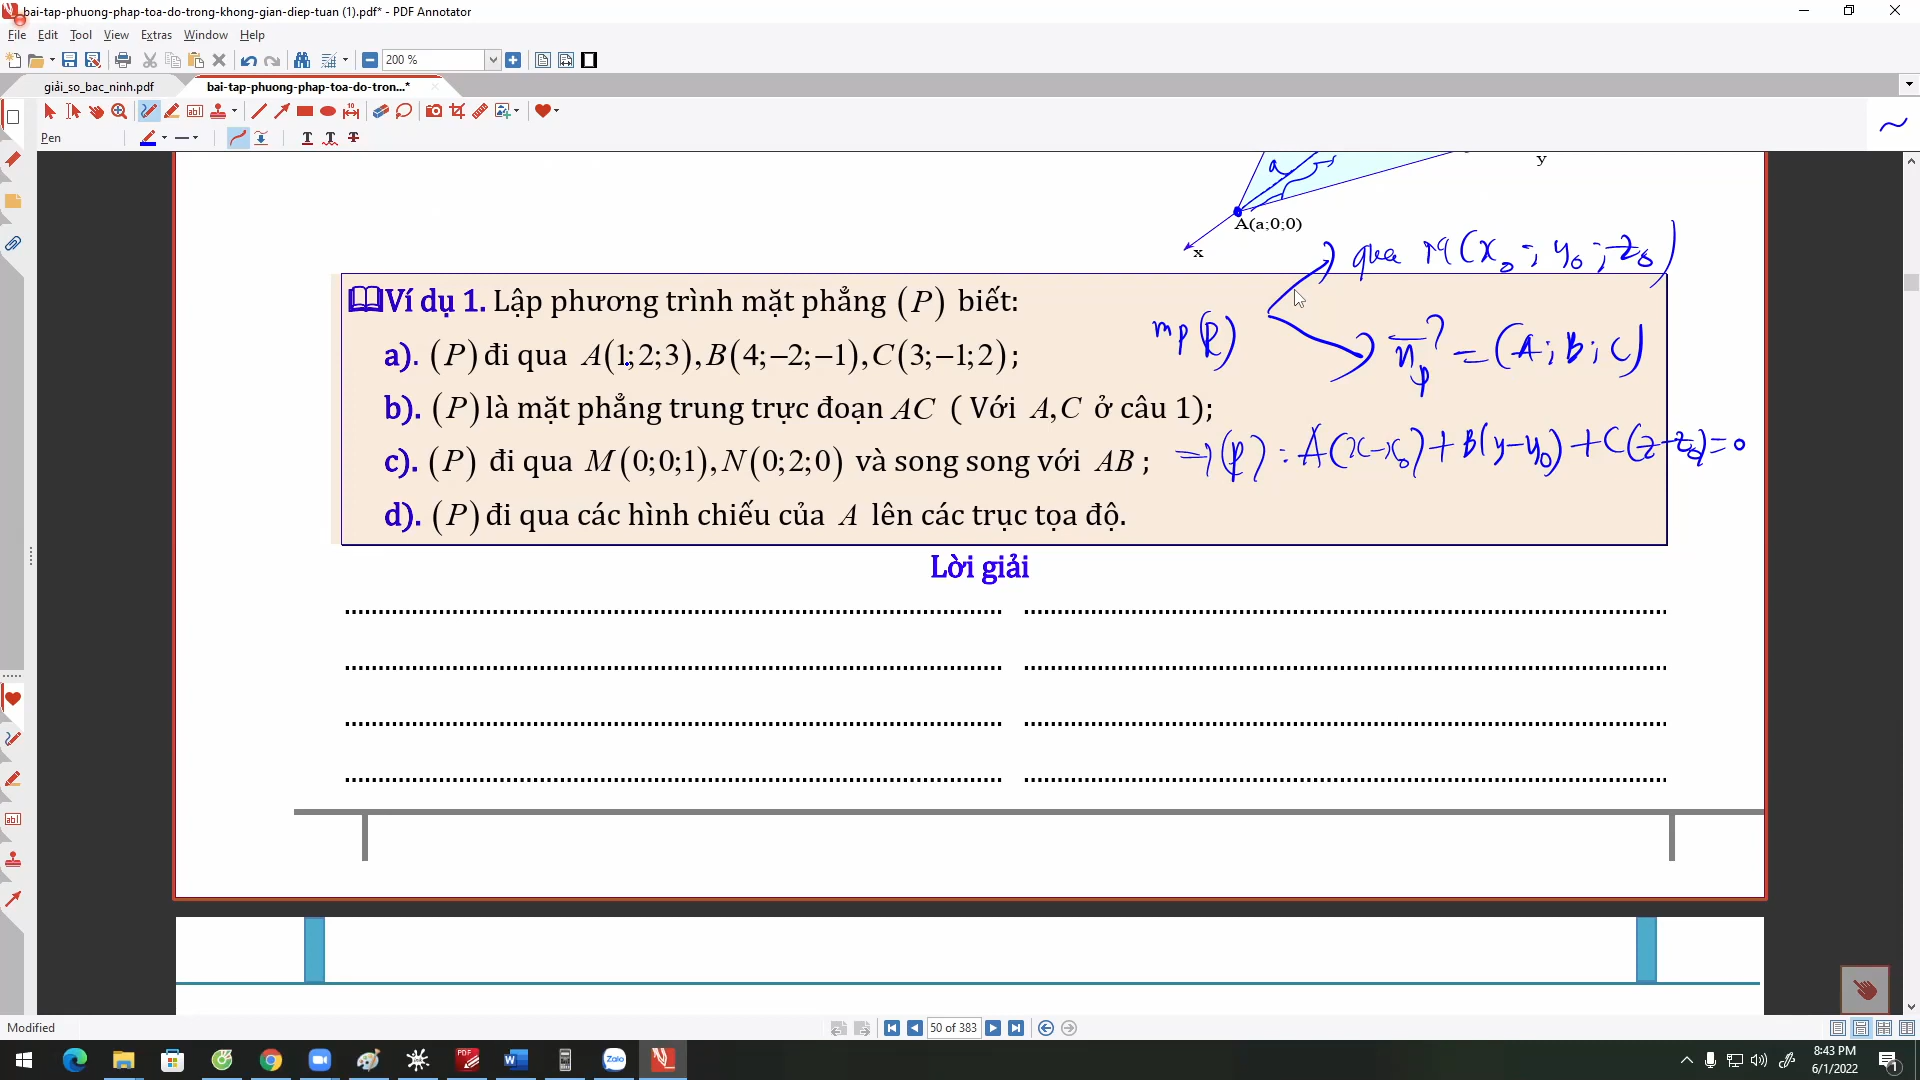 bai-tap-phuong-phap-toa-do-trong-khong-gian-diep-tuan (1).pdf* - PDF Annotator
File Edit Tool View Extras Window Help
200 %
giải_so_bac_ninh.pdf
bai-tap-phuong-phap-toa-do-tron...*
Pen
y
a
A(a;0;0)
x
qua M(x₀; y₀; z₀)
Ví dụ 1. Lập phương trình mặt phẳng (P) biết:
mp(P)
n⃗ₚ = (A; B; C)
a). (P) đi qua A(1;2;3), B(4;−2;−1), C(3;−1;2);
b). (P) là mặt phẳng trung trực đoạn AC ( Với A,C ở câu 1);
c). (P) đi qua M(0;0;1), N(0;2;0) và song song với AB;
⇒ (P): A(x−x₀)+B(y−y₀)+C(z−z₀)=0
d). (P) đi qua các hình chiếu của A lên các trục tọa độ.
Lời giải
Modified
50 of 383
8:43 PM
6/1/2022